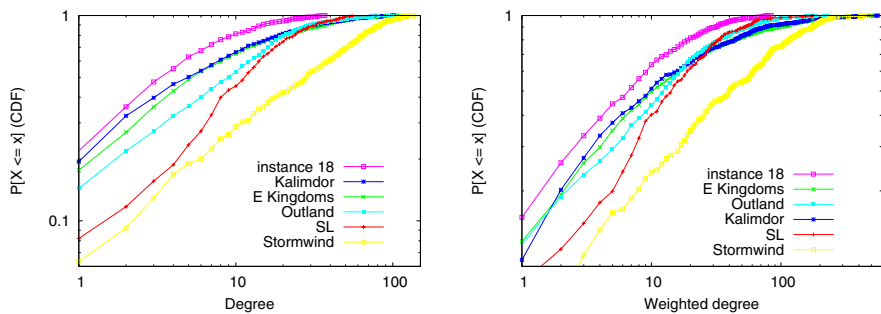 1
0.1
P[X <= x] (CDF)
instance 18
Kalimdor
E Kingdoms
Outland
SL
Stormwind
1
10
100
Degree
1
P[X <= x] (CDF)
instance 18
E Kingdoms
Outland
Kalimdor
SL
Stormwind
1
10
100
Weighted degree